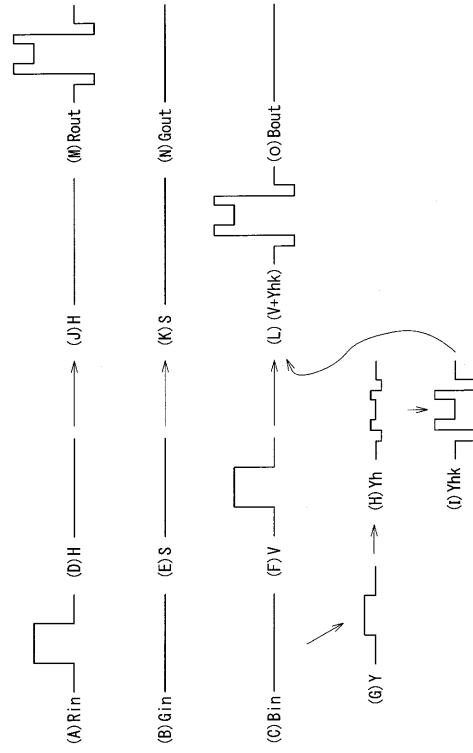 (A)Rin
(D)H
(J)H
(M)Rout
(B)Gin
(E)S
(K)S
(N)Gout
(C)Bin
(F)V
(L)(V+Yhk)
(O)Bout
(G)Y
(H)Yh
(I)Yhk